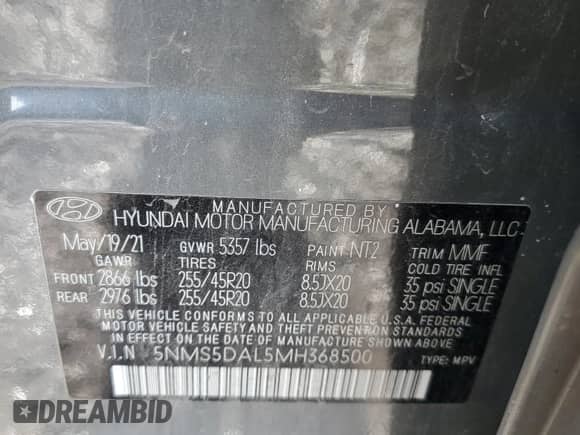 MANUFACTURED BY
HYUNDAI MOTOR MANUFACTURING ALABAMA, LLC
May/19/21 GVWR 5357 lbs PAINT NT2 TRIM MMF
GAWR TIRES RIMS COLD TIRE INFL
FRONT 2866 lbs 255/45R20 8.5JX20 35 psi SINGLE
REAR 2976 lbs 255/45R20 8.5JX20 35 psi SINGLE
THIS VEHICLE CONFORMS TO ALL APPLICABLE U.S.A. FEDERAL
MOTOR VEHICLE SAFETY AND THEFT PREVENTION STANDARDS
IN EFFECT ON THE DATE OF MANUFACTURE SHOWN ABOVE.
V.I.N 5NMS5DAL5MH368500 TYPE: MPV
DREAMBID